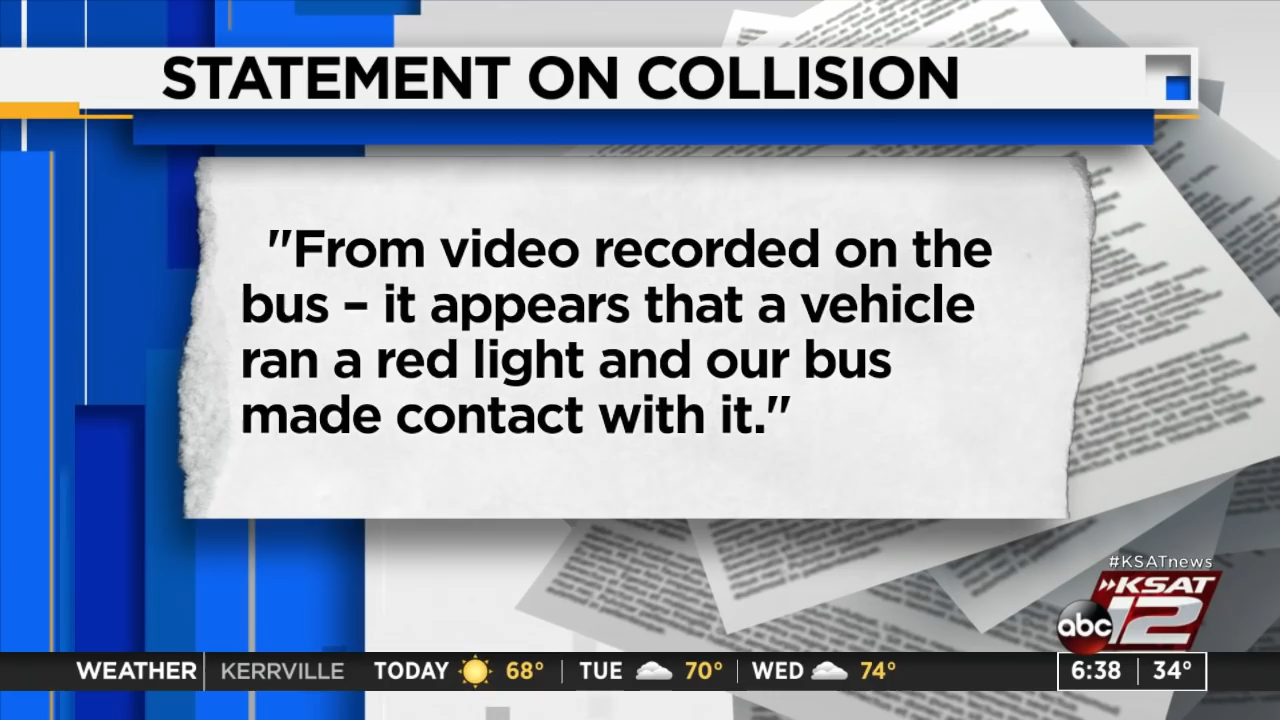 STATEMENT ON COLLISION
"From video recorded on the
bus – it appears that a vehicle
ran a red light and our bus
made contact with it."
#KSATnews
KSAT
abc 12
WEATHER KERRVILLE TODAY 68° TUE 70° WED 74° 6:38 34°